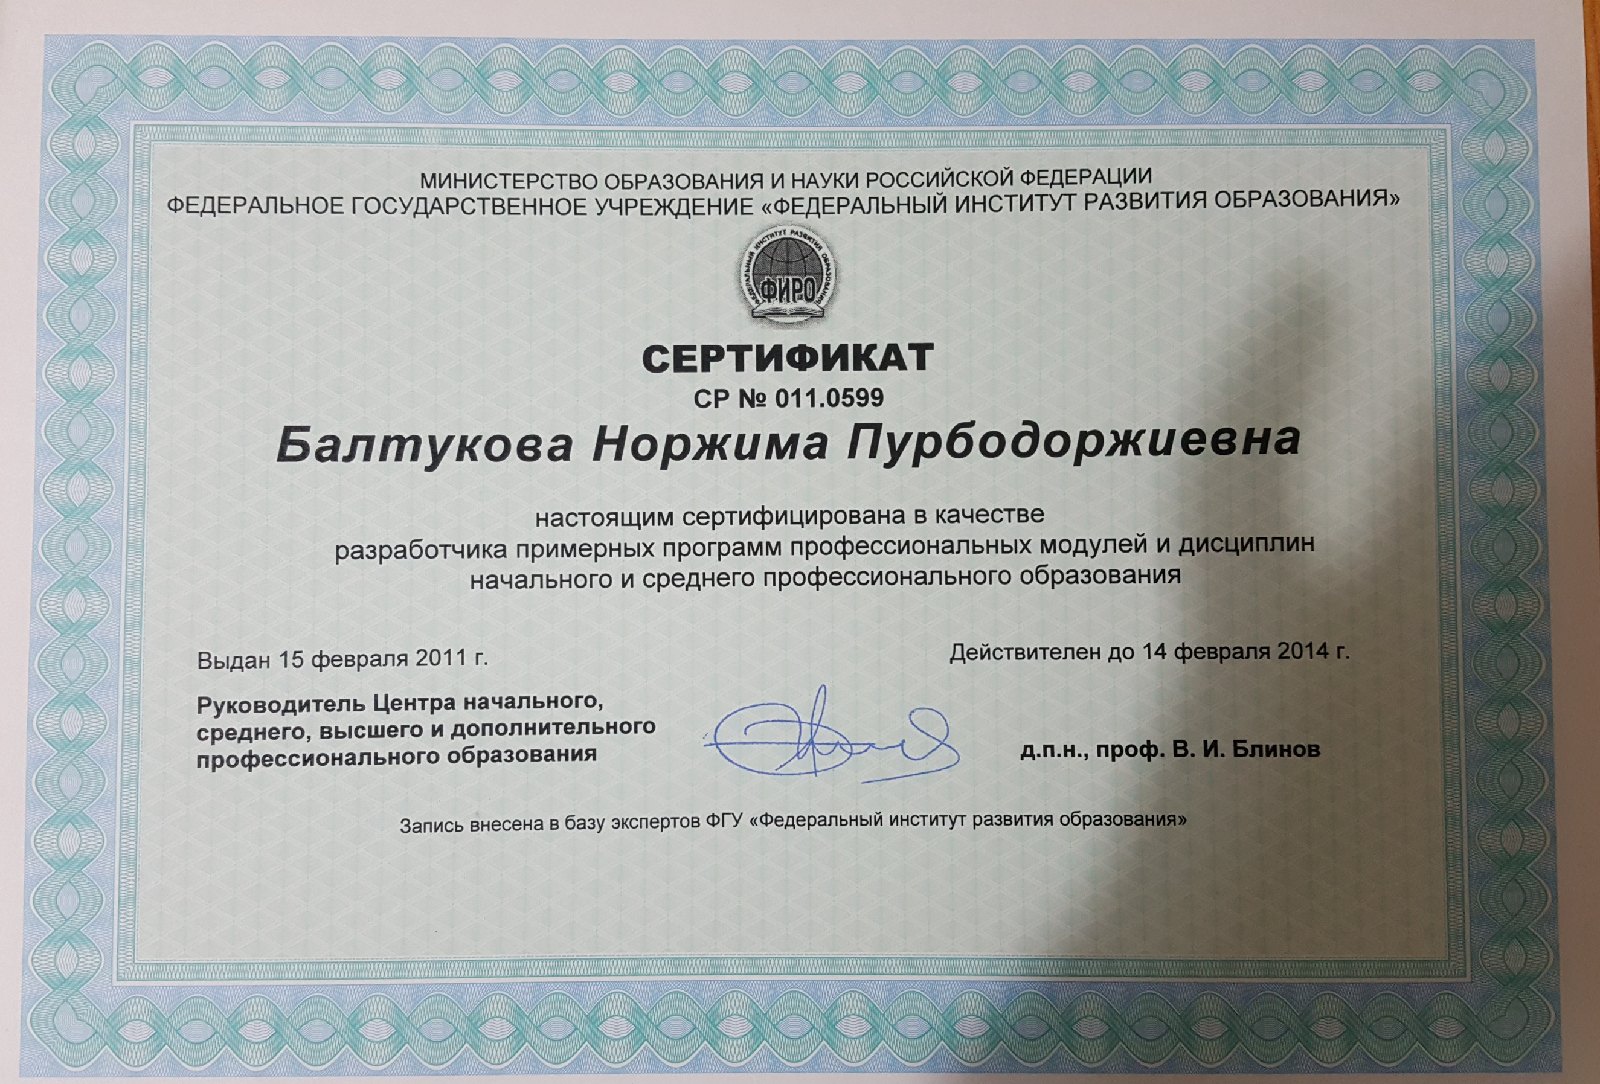 МИНИСТЕРСТВО ОБРАЗОВАНИЯ И НАУКИ РОССИЙСКОЙ ФЕДЕРАЦИИ
ФЕДЕРАЛЬНОЕ ГОСУДАРСТВЕННОЕ УЧРЕЖДЕНИЕ «ФЕДЕРАЛЬНЫЙ ИНСТИТУТ РАЗВИТИЯ ОБРАЗОВАНИЯ»
ФЕДЕРАЛЬНЫЙ ИНСТИТУТ РАЗВИТИЯ ОБРАЗОВАНИЯ
ФИРО
СЕРТИФИКАТ
СР № 011.0599
Балтукова Норжима Пурбодоржиевна
настоящим сертифицирована в качестве
разработчика примерных программ профессиональных модулей и дисциплин
начального и среднего профессионального образования
Выдан 15 февраля 2011 г.
Действителен до 14 февраля 2014 г.
Руководитель Центра начального,
среднего, высшего и дополнительного
профессионального образования
д.п.н., проф. В. И. Блинов
Запись внесена в базу экспертов ФГУ «Федеральный институт развития образования»